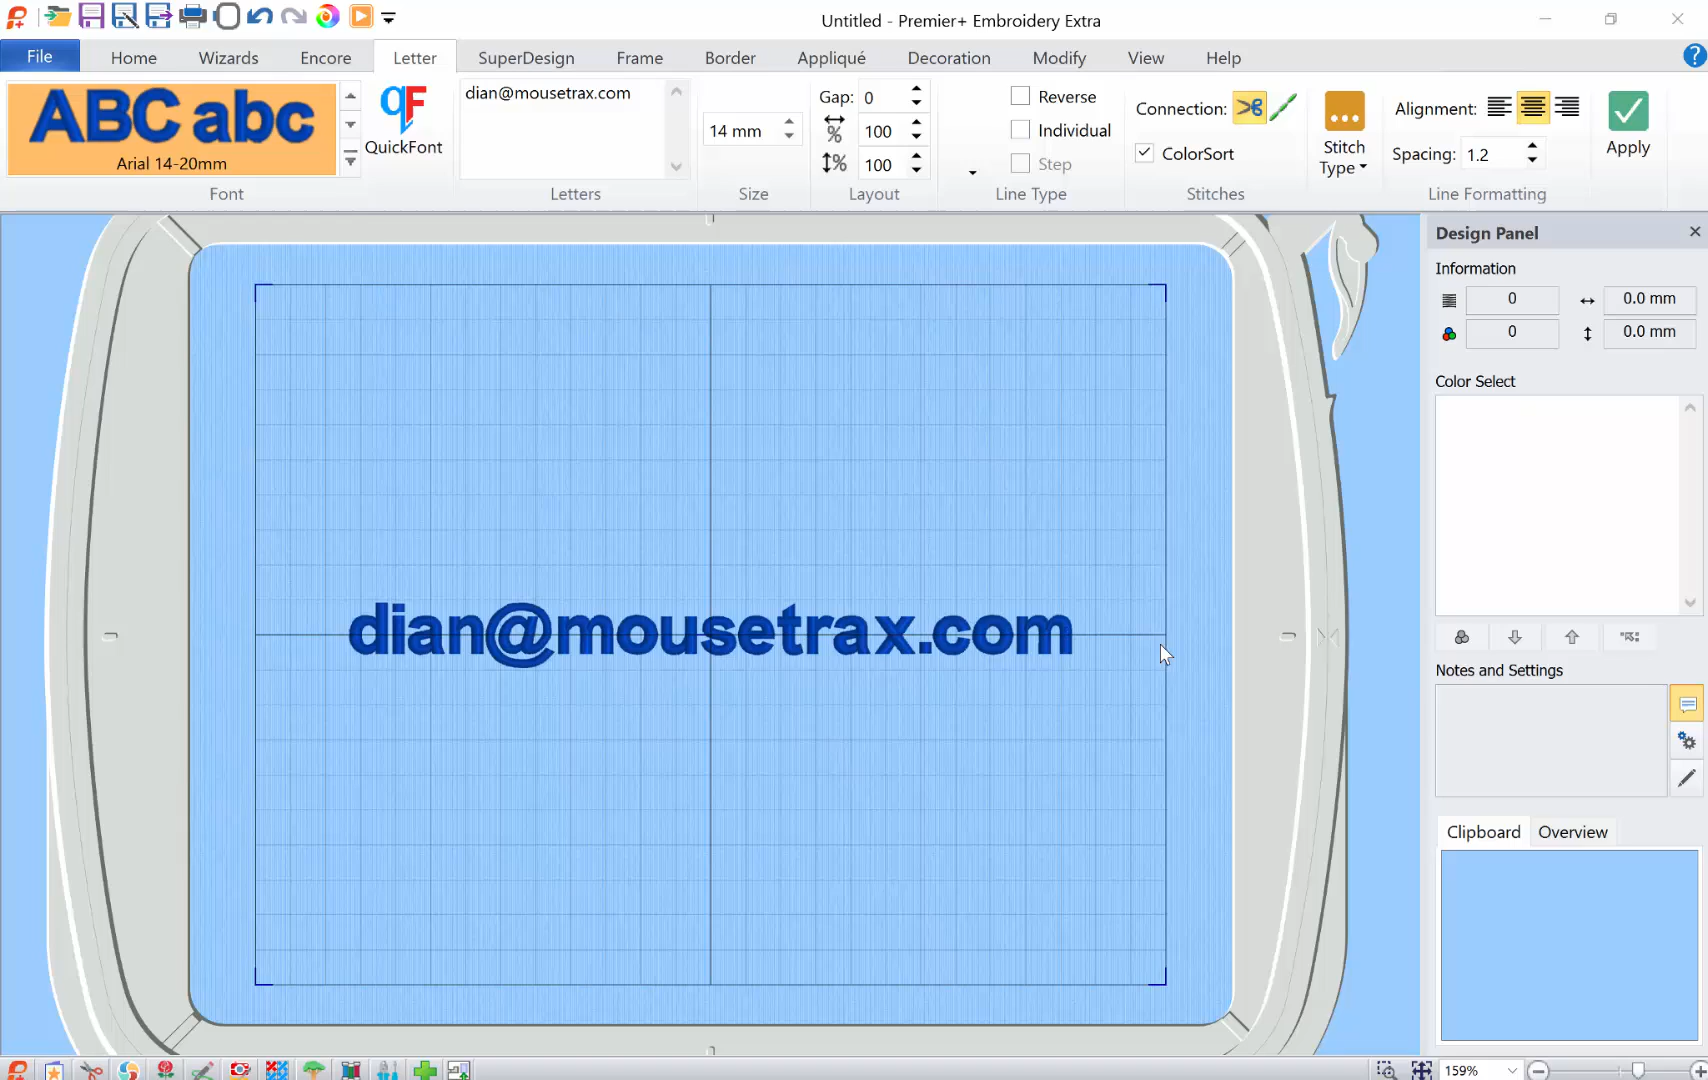 Untitled - Premier+ Embroidery Extra
File Home Wizards Encore Letter SuperDesign Frame Border Appliqué Decoration Modify View Help
ABC abc
Arial 14-20mm
Font
QuickFont
dian@mousetrax.com
Letters
14 mm
Size
Gap: 0
% 100
% 100
Layout
Reverse
Individual
Step
Line Type
Connection:
ColorSort
Stitches
Stitch
Type
Alignment:
Spacing: 1.2
Line Formatting
Apply
dian@mousetrax.com
Design Panel
Information
0 0.0 mm
0 0.0 mm
Color Select
Notes and Settings
Clipboard Overview
159%